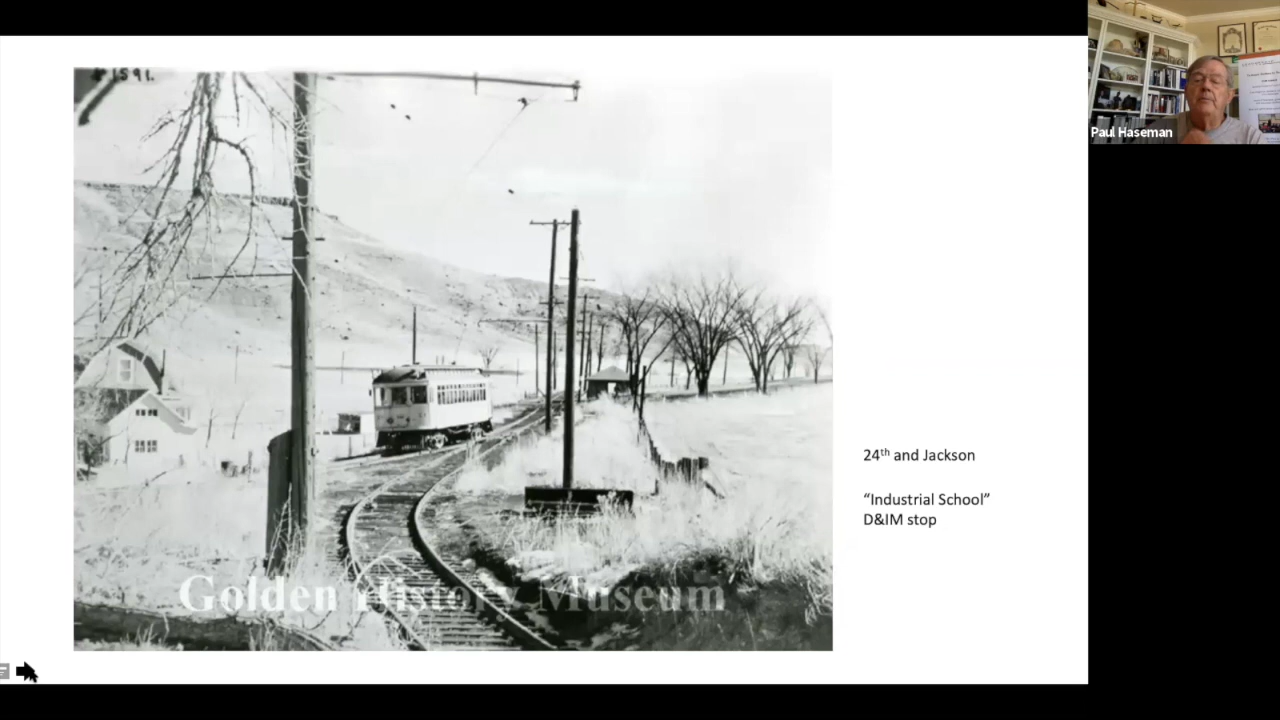 1591.
Paul Haseman
24th and Jackson
“Industrial School”
D&IM stop
Golden History Museum